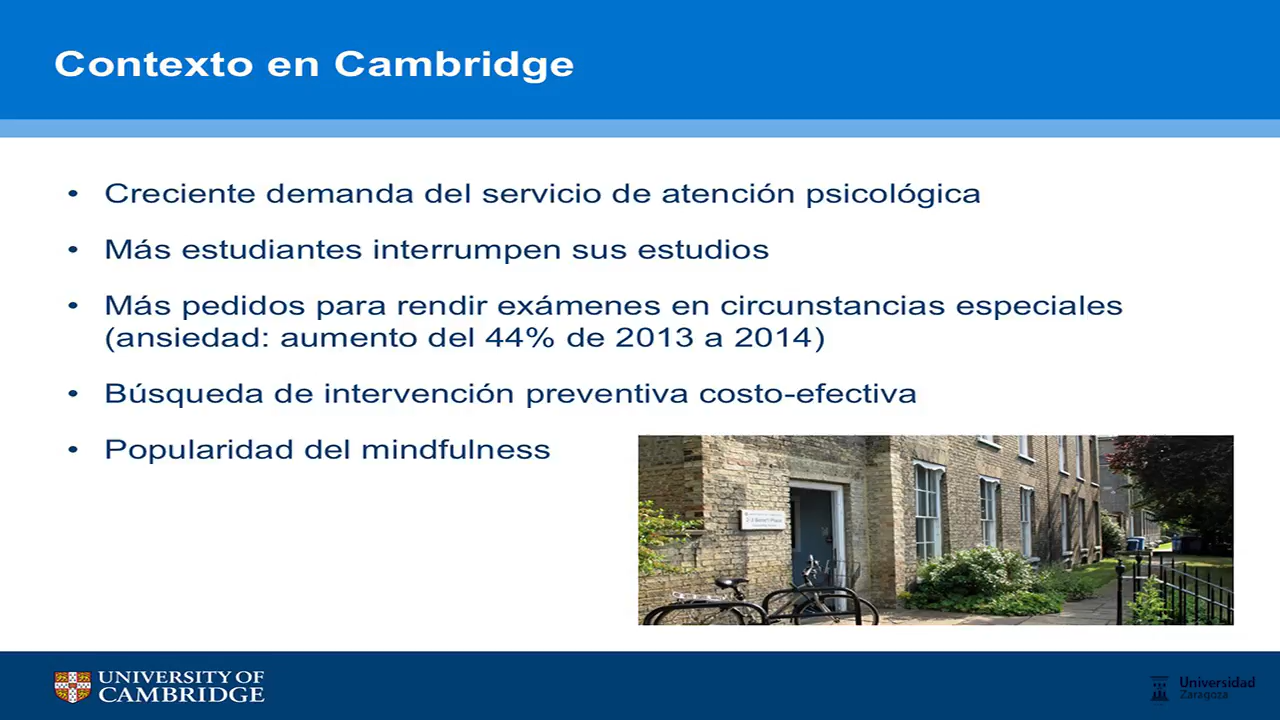 Contexto en Cambridge
• Creciente demanda del servicio de atención psicológica
• Más estudiantes interrumpen sus estudios
• Más pedidos para rendir exámenes en circunstancias especiales
(ansiedad: aumento del 44% de 2013 a 2014)
• Búsqueda de intervención preventiva costo-efectiva
• Popularidad del mindfulness
UNIVERSITY OF
CAMBRIDGE
Universidad
Zaragoza